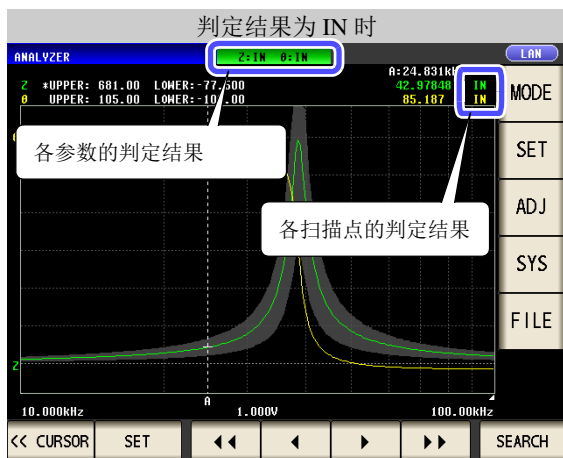 判定结果为 IN 时
ANALYZER
Z:IN θ:IN
LAN
A:24.831k
Z *UPPER: 681.00 LOWER:-77.500
42.97848 IN
θ UPPER: 105.00 LOWER:-10 .00
85.187 IN
MODE
各参数的判定结果
SET
各扫描点的判定结果
ADJ
SYS
FILE
Z
A
10.000kHz 1.000V 100.00kHz
<< CURSOR SET SEARCH